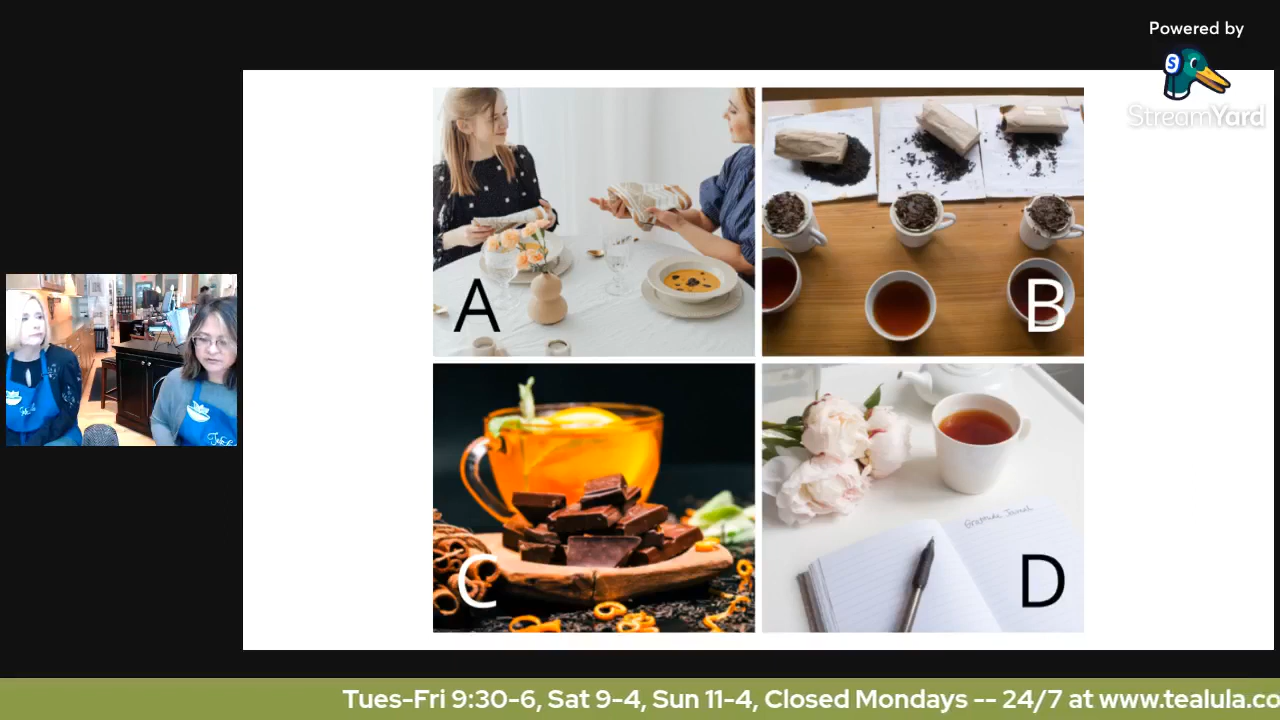 Powered by
S
StreamYard
A
B
C
Gratitude Journal
D
Tues-Fri 9:30-6, Sat 9-4, Sun 11-4, Closed Mondays -- 24/7 at www.tealula.co